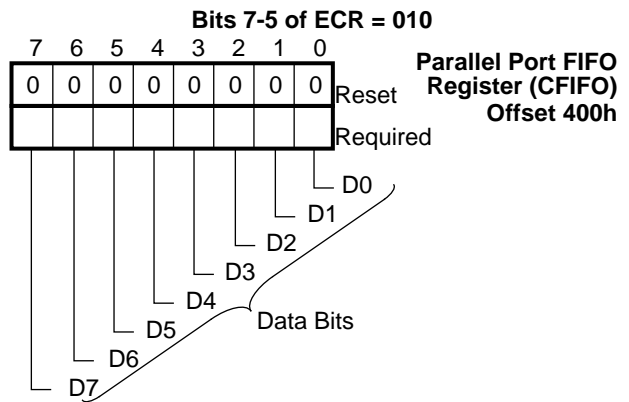 Bits 7-5 of ECR = 010
7 6 5 4 3 2 1 0
Parallel Port FIFO
Register (CFIFO)
Offset 400h
0 0 0 0 0 0 0 0 Reset
Required
D0
D1
D2
D3
D4
D5
D6
D7
Data Bits